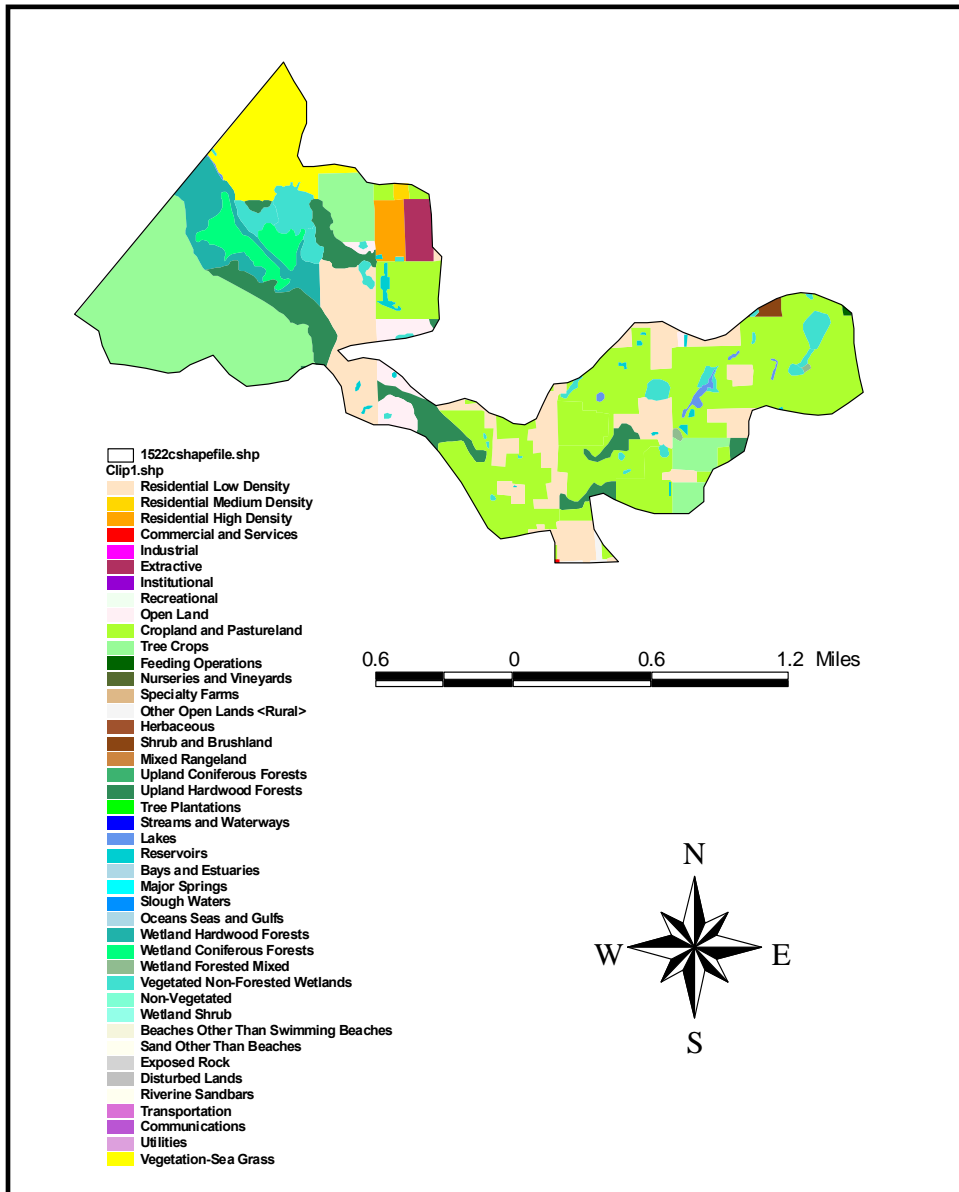 1522cshapefile.shp
Clip1.shp
Residential Low Density
Residential Medium Density
Residential High Density
Commercial and Services
Industrial
Extractive
Institutional
Recreational
Open Land
Cropland and Pastureland
Tree Crops
Feeding Operations
Nurseries and Vineyards
Specialty Farms
Other Open Lands <Rural>
Herbaceous
Shrub and Brushland
Mixed Rangeland
Upland Coniferous Forests
Upland Hardwood Forests
Tree Plantations
Streams and Waterways
Lakes
Reservoirs
Bays and Estuaries
Major Springs
Slough Waters
Oceans Seas and Gulfs
Wetland Hardwood Forests
Wetland Coniferous Forests
Wetland Forested Mixed
Vegetated Non-Forested Wetlands
Non-Vegetated
Wetland Shrub
Beaches Other Than Swimming Beaches
Sand Other Than Beaches
Exposed Rock
Disturbed Lands
Riverine Sandbars
Transportation
Communications
Utilities
Vegetation-Sea Grass
0.6 0 0.6 1.2 Miles
N
W E
S